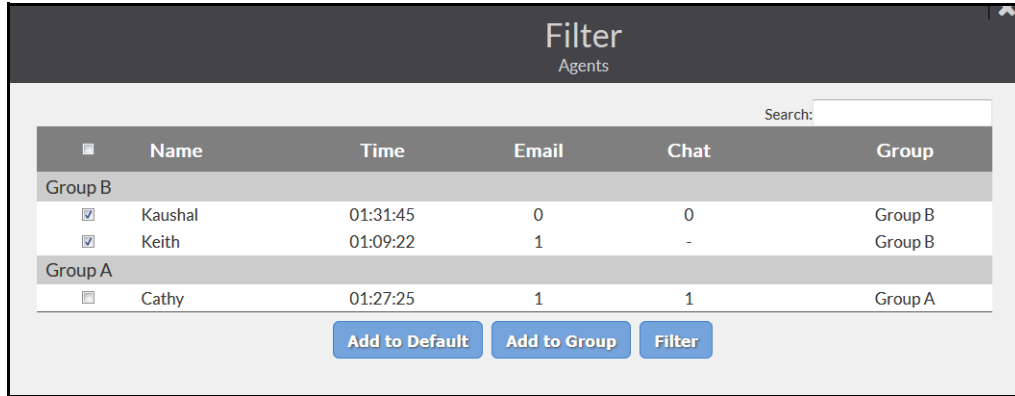 Filter
Agents
Search:
Name Time Email Chat Group
Group B
Kaushal 01:31:45 0 0 Group B
Keith 01:09:22 1 - Group B
Group A
Cathy 01:27:25 1 1 Group A
Add to Default Add to Group Filter